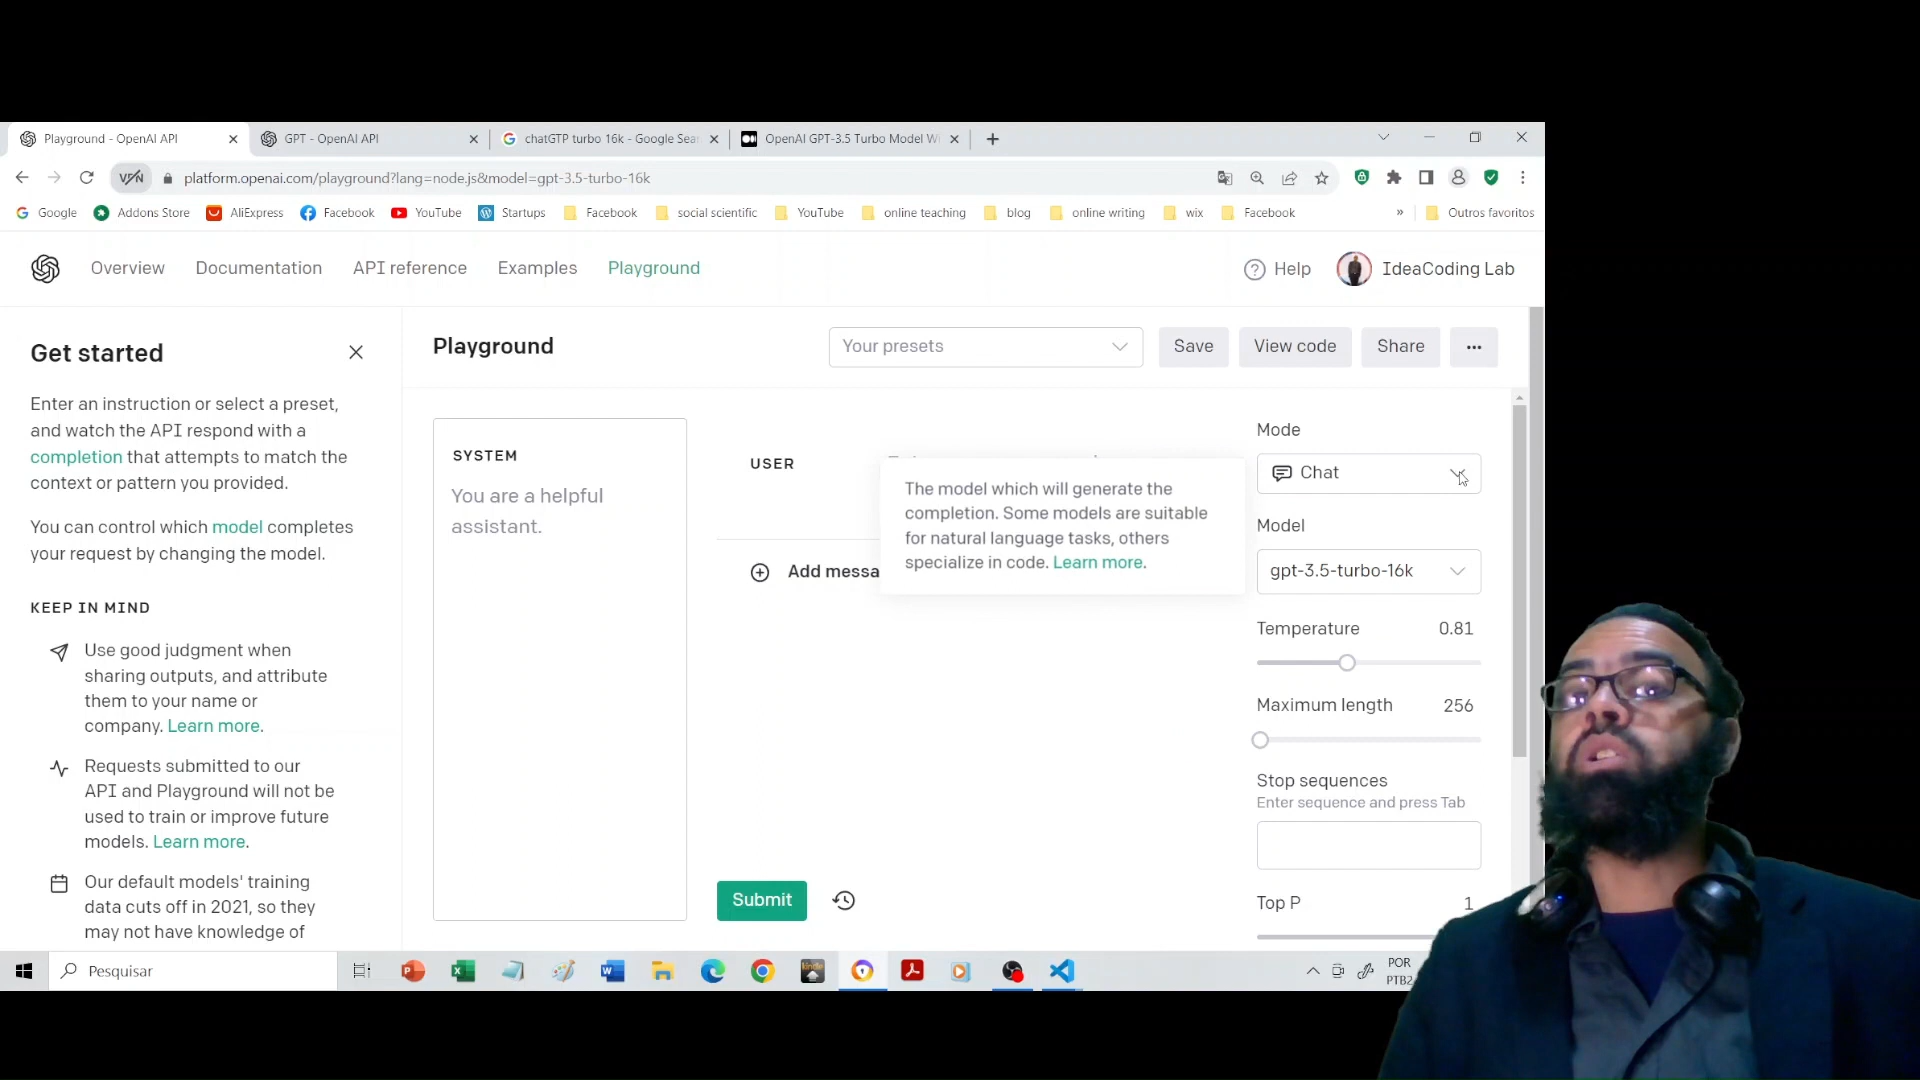 Playground - OpenAI API
GPT - OpenAI API
chatGTP turbo 16k - Google Sea
OpenAI GPT-3.5 Turbo Model Wi
VPN
platform.openai.com/playground?lang=node.js&model=gpt-3.5-turbo-16k
Google
Addons Store
AliExpress
Facebook
YouTube
Startups
Facebook
social scientific
YouTube
online teaching
blog
online writing
wix
Facebook
»
Outros favoritos
Overview
Documentation
API reference
Examples
Playground
Help
IdeaCoding Lab
Get started
Enter an instruction or select a preset,
and watch the API respond with a
completion that attempts to match the
context or pattern you provided.
You can control which model completes
your request by changing the model.
KEEP IN MIND
Use good judgment when
sharing outputs, and attribute
them to your name or
company. Learn more.
Requests submitted to our
API and Playground will not be
used to train or improve future
models. Learn more.
Our default models' training
data cuts off in 2021, so they
may not have knowledge of
Playground
Your presets
Save
View code
Share
...
SYSTEM
You are a helpful
assistant.
USER
Add messa
The model which will generate the
completion. Some models are suitable
for natural language tasks, others
specialize in code. Learn more.
Submit
Mode
Chat
Model
gpt-3.5-turbo-16k
Temperature 0.81
Maximum length 256
Stop sequences
Enter sequence and press Tab
Top P 1
Pesquisar
kindle
POR
PTB2